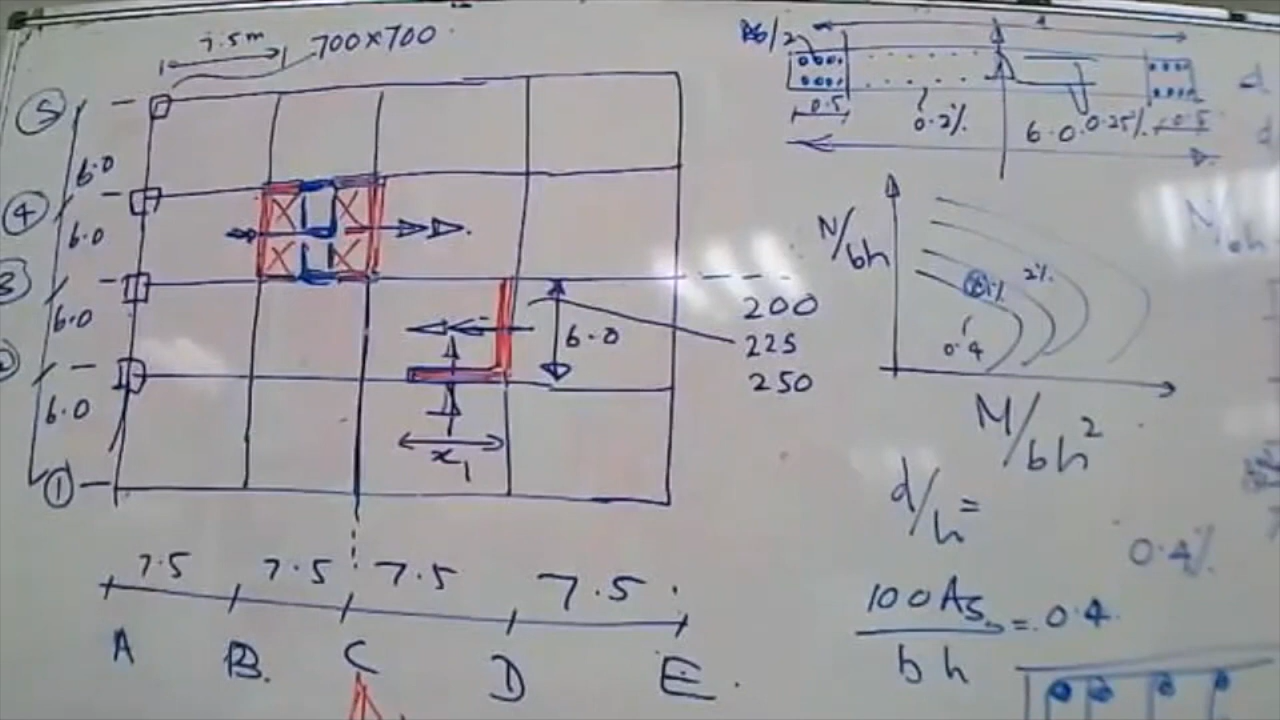 7.5m
700×700
5
6.0
4
6.0
3
6.0
6.0
1
6.0
x₁
200
225
250
7.5 7.5 7.5 7.5
A B. C D E.
0.5
0.2%
6.0
0.25%
0.5
d
d
N/bh
2%
0.4
M/bh²
d/h =
0.4%
100As/bh = 0.4